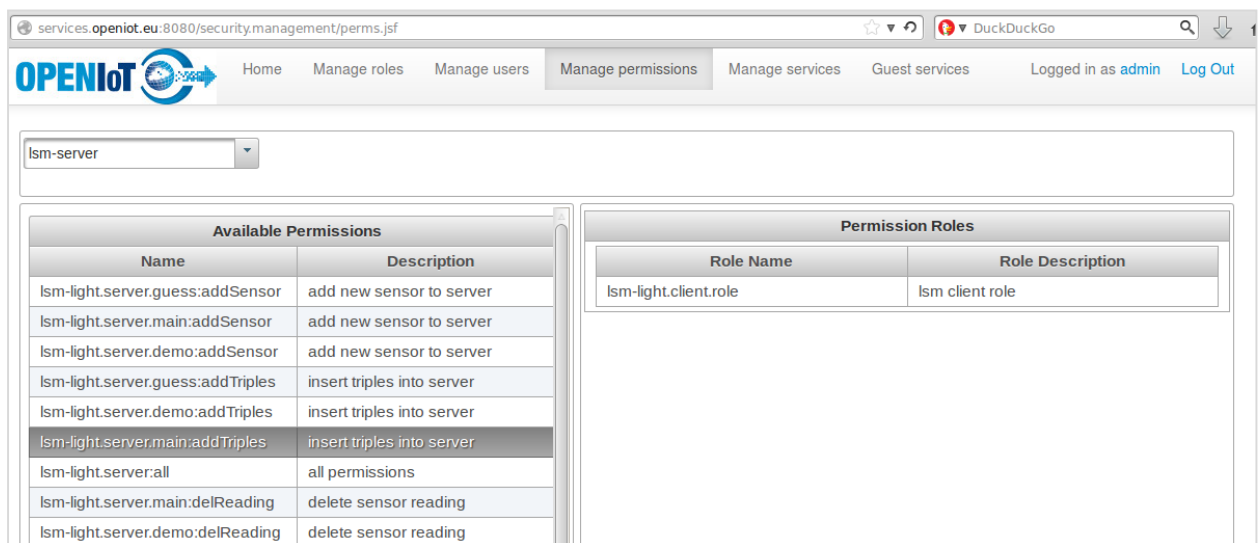 services.openiot.eu:8080/security.management/perms.jsf DuckDuckGo
OPENIoT Home Manage roles Manage users Manage permissions Manage services Guest services Logged in as admin Log Out
lsm-server
Available Permissions
Name Description
lsm-light.server.guess:addSensor add new sensor to server
lsm-light.server.main:addSensor add new sensor to server
lsm-light.server.demo:addSensor add new sensor to server
lsm-light.server.guess:addTriples insert triples into server
lsm-light.server.demo:addTriples insert triples into server
lsm-light.server.main:addTriples insert triples into server
lsm-light.server:all all permissions
lsm-light.server.main:delReading delete sensor reading
lsm-light.server.demo:delReading delete sensor reading
Permission Roles
Role Name Role Description
lsm-light.client.role lsm client role